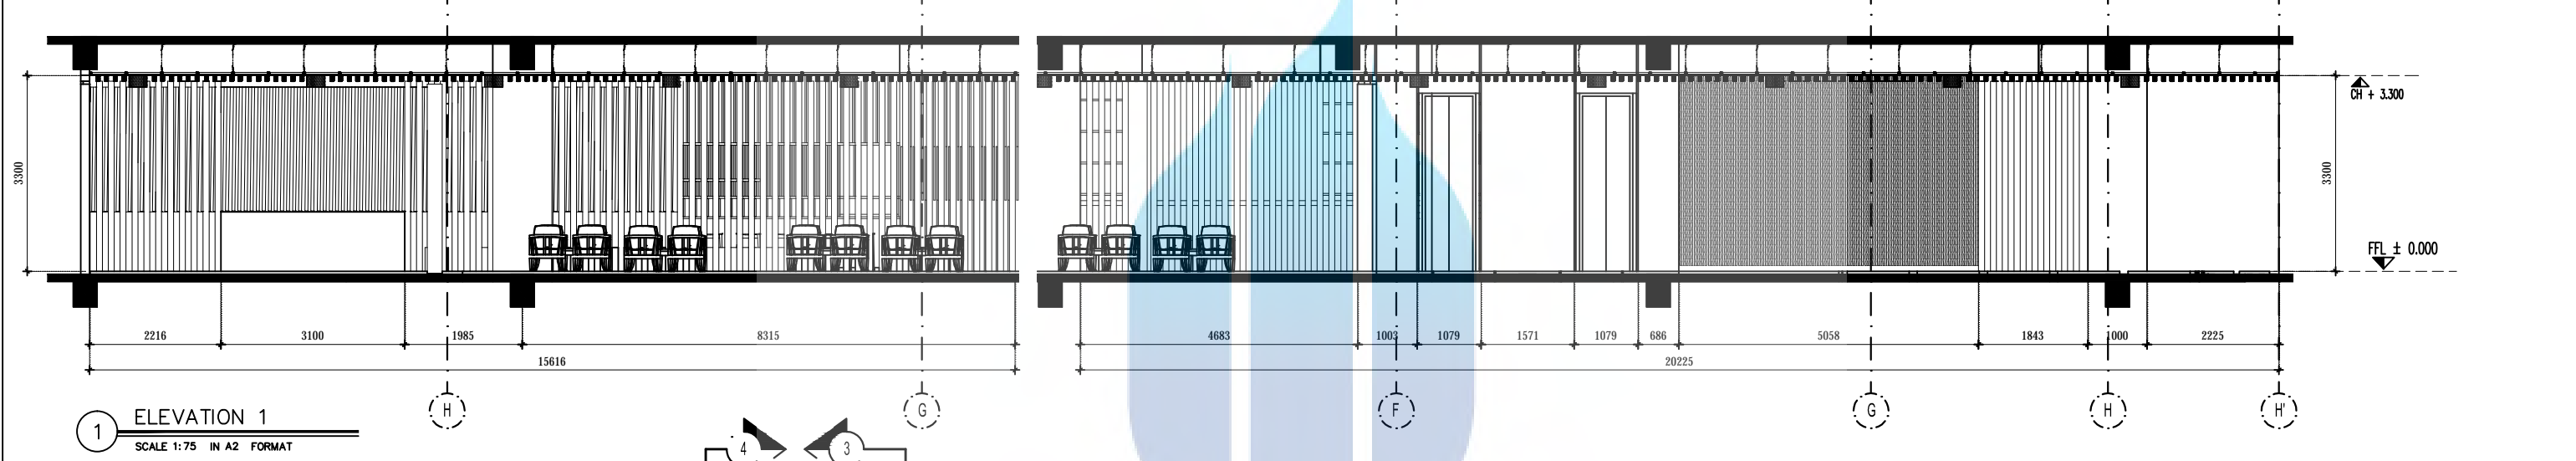 CH + 3.300
3300
3300
FFL ± 0.000
2216 3100 1985 8315
15616
4683 1003 1079 1571 1079 686 5058 1843 1000 2225
20225
H G F G H H'
1 ELEVATION 1
SCALE 1:75 IN A2 FORMAT
4 3